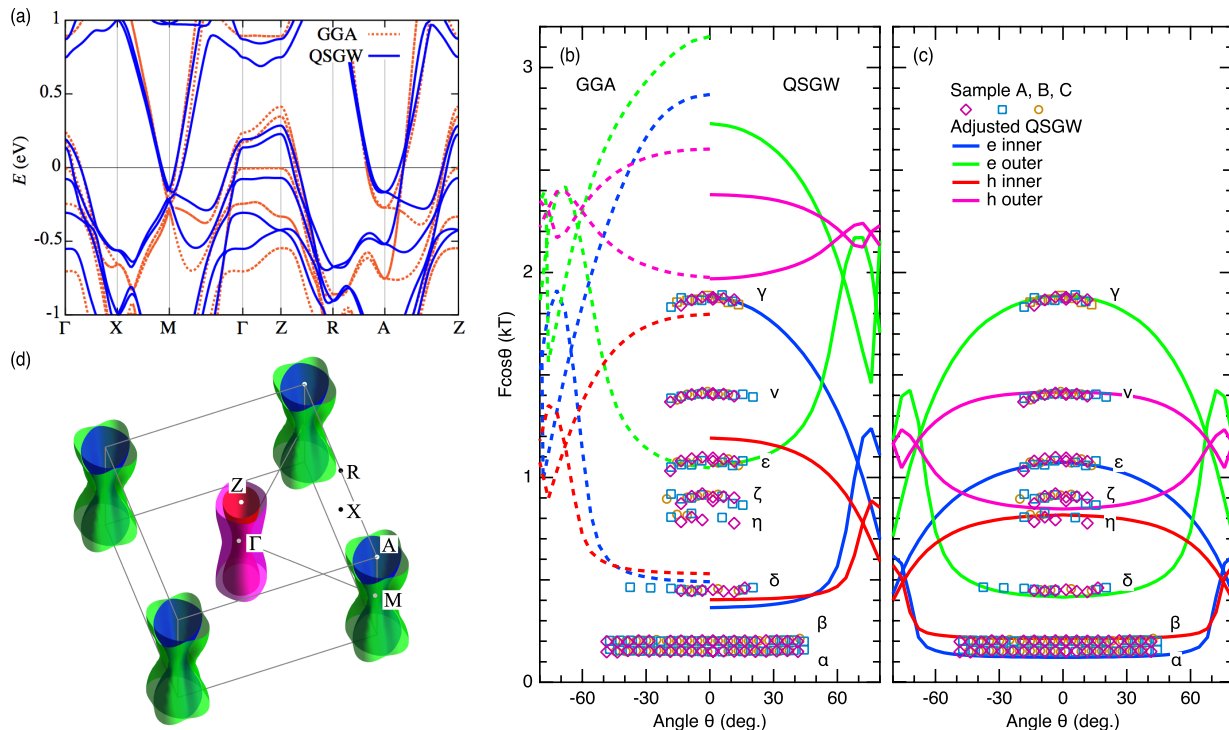 (a)
GGA
QSGW
E (eV)
1
0.5
0
-0.5
-1
Γ X M Γ Z R A Z
(b)
GGA
QSGW
Fcosθ (kT)
3
2
1
0
γ
ν
ε
ζ
η
δ
β
α
-60 -30 0 30 60
Angle θ (deg.)
(c)
Sample A, B, C
Adjusted QSGW
e inner
e outer
h inner
h outer
γ
ν
ε
ζ
η
δ
β
α
-60 -30 0 30 60
Angle θ (deg.)
(d)
R
Z
X
Γ
A
M